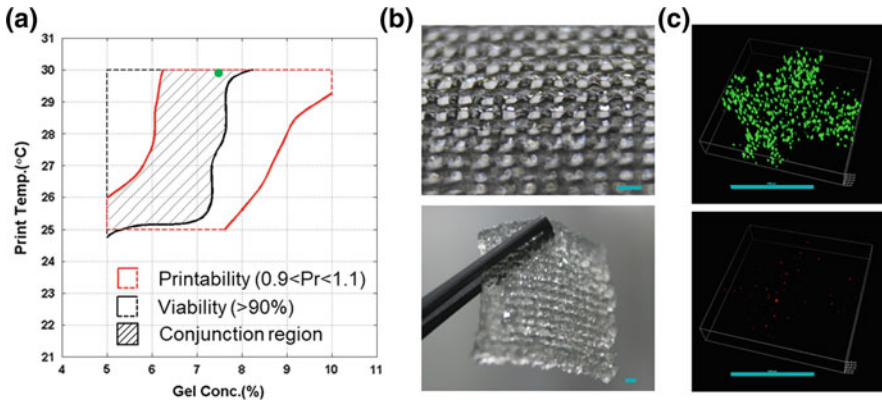 (a)
31
30
29
28
27
26
25
24
23
22
21
Print Temp.(°C)
Printability (0.9<Pr<1.1)
Viability (>90%)
Conjunction region
4 5 6 7 8 9 10 11
Gel Conc.(%)
(b)
(c)